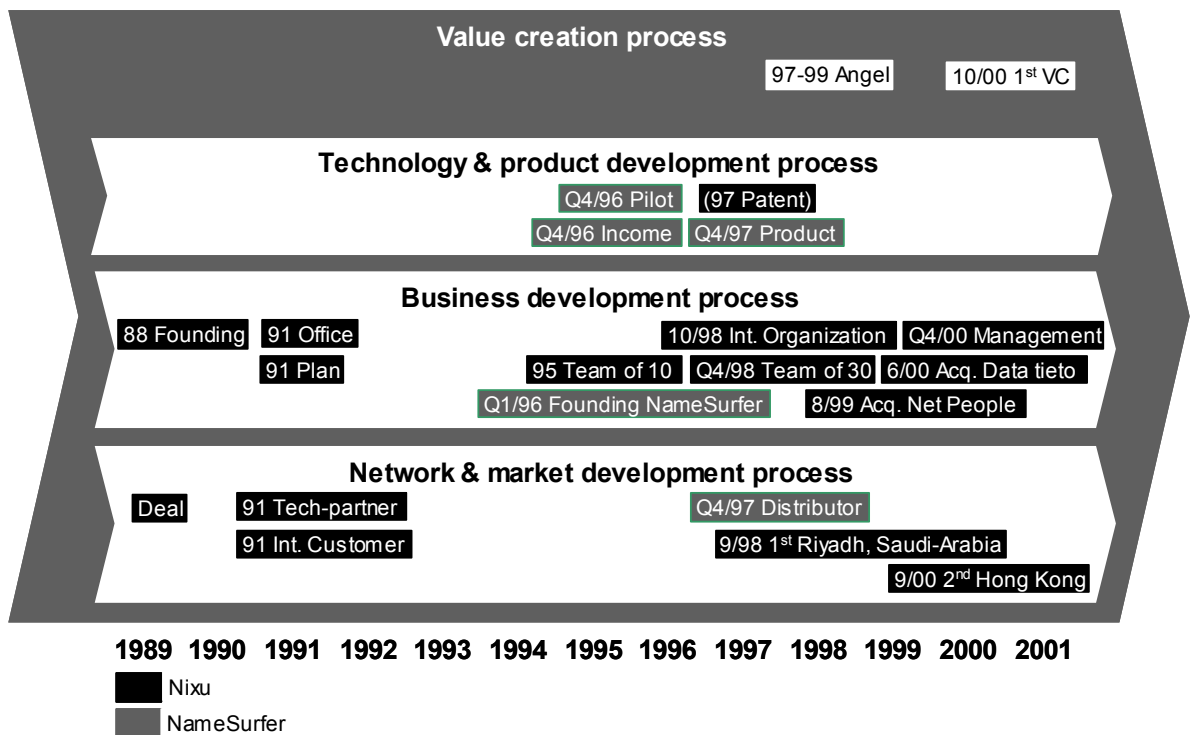 Value creation process
97-99 Angel 10/00 1st VC
Technology & product development process
Q4/96 Pilot (97 Patent)
Q4/96 Income Q4/97 Product
Business development process
88 Founding 91 Office 10/98 Int. Organization Q4/00 Management
91 Plan 95 Team of 10 Q4/98 Team of 30 6/00 Acq. Data tieto
Q1/96 Founding NameSurfer 8/99 Acq. Net People
Network & market development process
Deal 91 Tech-partner Q4/97 Distributor
91 Int. Customer 9/98 1st Riyadh, Saudi-Arabia
9/00 2nd Hong Kong
1989 1990 1991 1992 1993 1994 1995 1996 1997 1998 1999 2000 2001
Nixu
NameSurfer